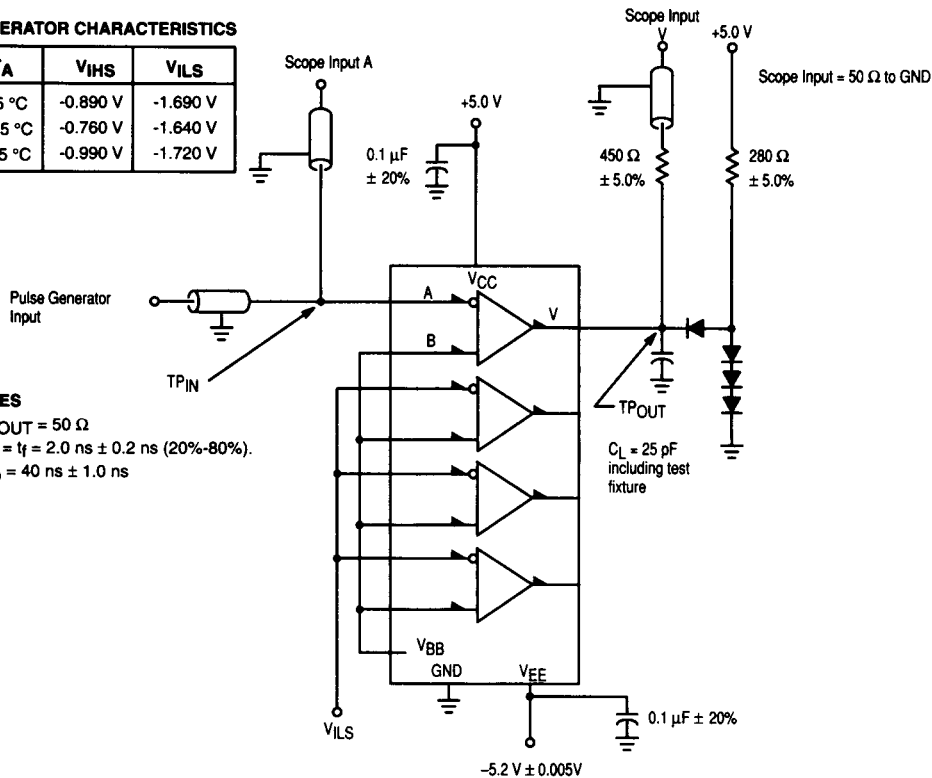 ERATOR CHARACTERISTICS
A VIHS VILS
5 °C -0.890 V -1.690 V
5 °C -0.760 V -1.640 V
5 °C -0.990 V -1.720 V
Scope Input A
+5.0 V
0.1 µF
± 20%
Scope Input
V
+5.0 V
Scope Input = 50 Ω to GND
450 Ω
± 5.0%
280 Ω
± 5.0%
Pulse Generator
Input
TPIN
VCC
A
V
B
TPOUT
CL = 25 pF
including test
fixture
ES
OUT = 50 Ω
= tf = 2.0 ns ± 0.2 ns (20%-80%).
= 40 ns ± 1.0 ns
VBB
GND
VEE
VILS
0.1 µF ± 20%
–5.2 V ± 0.005V